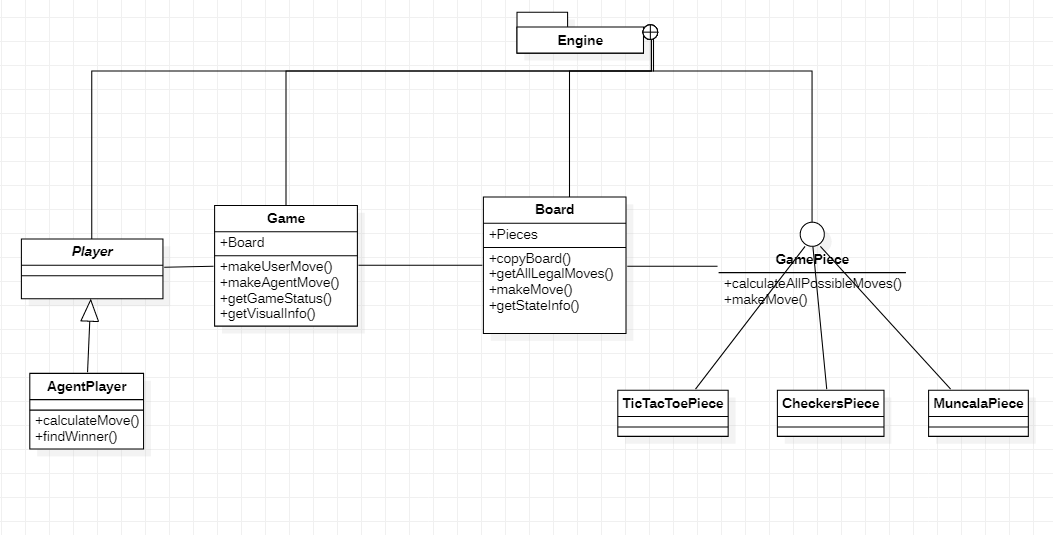 Engine
Player
Game
+Board
+makeUserMove()
+makeAgentMove()
+getGameStatus()
+getVisualInfo()
Board
+Pieces
+copyBoard()
+getAllLegalMoves()
+makeMove()
+getStateInfo()
GamePiece
+calculateAllPossibleMoves()
+makeMove()
AgentPlayer
+calculateMove()
+findWinner()
TicTacToePiece
CheckersPiece
MuncalaPiece